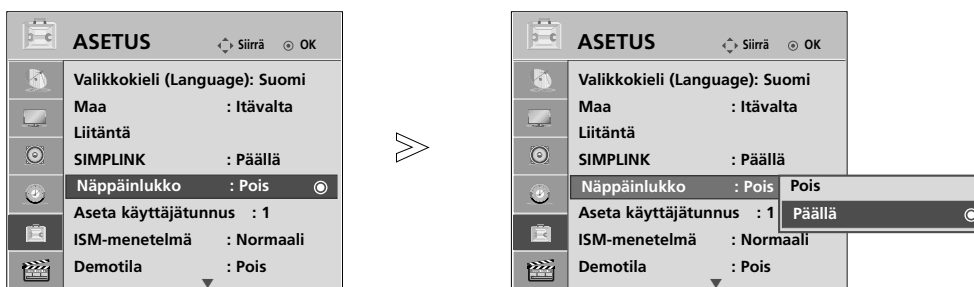 ASETUS Siirrä OK
Valikkokieli (Language): Suomi
Maa : Itävalta
Liitäntä
SIMPLINK : Päällä
Näppäinlukko : Pois
Aseta käyttäjätunnus : 1
ISM-menetelmä : Normaali
Demotila : Pois
ASETUS Siirrä OK
Valikkokieli (Language): Suomi
Maa : Itävalta
Liitäntä
SIMPLINK : Päällä
Näppäinlukko : Pois
Pois
Päällä
Aseta käyttäjätunnus : 1
ISM-menetelmä : Normaali
Demotila : Pois